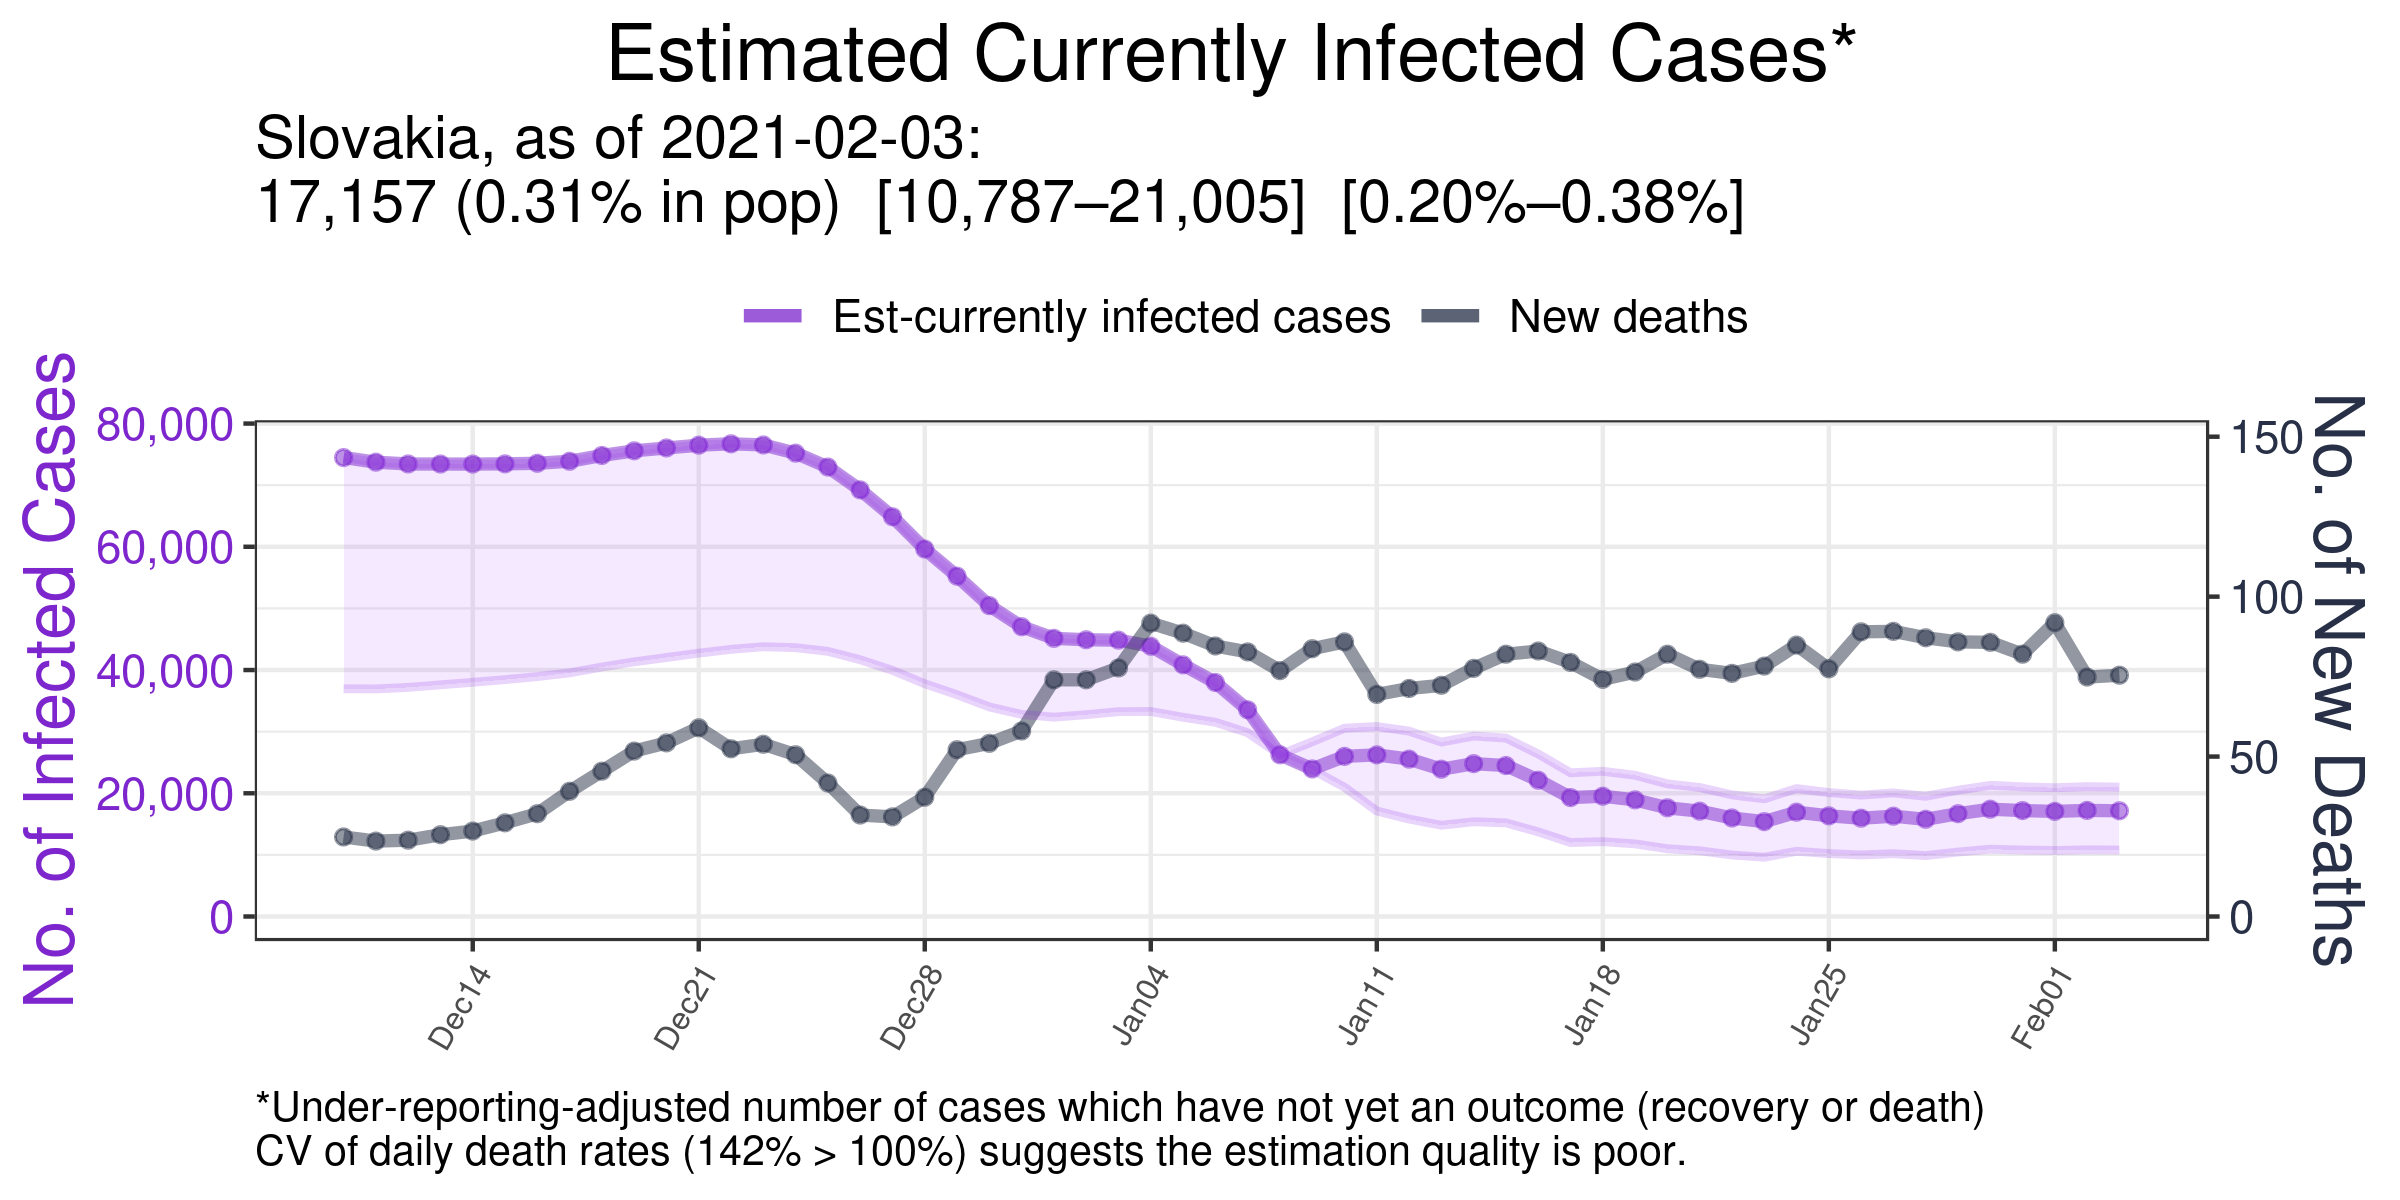 Estimated Currently Infected Cases*
Slovakia, as of 2021-02-03:
17,157 (0.31% in pop)  [10,787–21,005]  [0.20%–0.38%]
Est-currently infected cases
New deaths
No. of Infected Cases
80,000
60,000
40,000
20,000
0
150
100
50
0
No. of New Deaths
Dec14
Dec21
Dec28
Jan04
Jan11
Jan18
Jan25
Feb01
*Under-reporting-adjusted number of cases which have not yet an outcome (recovery or death)
CV of daily death rates (142% > 100%) suggests the estimation quality is poor.